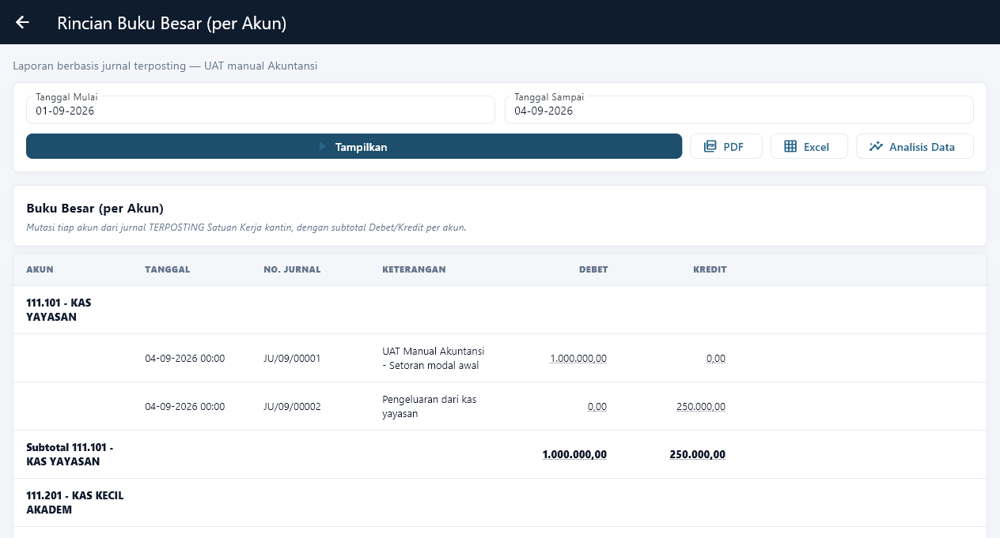 Rincian Buku Besar (per Akun)
Laporan berbasis jurnal terposting — UAT manual Akuntansi
Tanggal Mulai
01-09-2026
Tanggal Sampai
04-09-2026
Tampilkan
PDF
Excel
Analisis Data
Buku Besar (per Akun)
Mutasi tiap akun dari jurnal TERPOSTING Satuan Kerja kantin, dengan subtotal Debet/Kredit per akun.
AKUN TANGGAL NO. JURNAL KETERANGAN DEBET KREDIT
111.101 - KAS
YAYASAN
04-09-2026 00:00 JU/09/00001 UAT Manual Akuntansi
- Setoran modal awal 1.000.000,00 0,00
04-09-2026 00:00 JU/09/00002 Pengeluaran dari kas
yayasan 0,00 250.000,00
Subtotal 111.101 -
KAS YAYASAN 1.000.000,00 250.000,00
111.201 - KAS KECIL
AKADEM